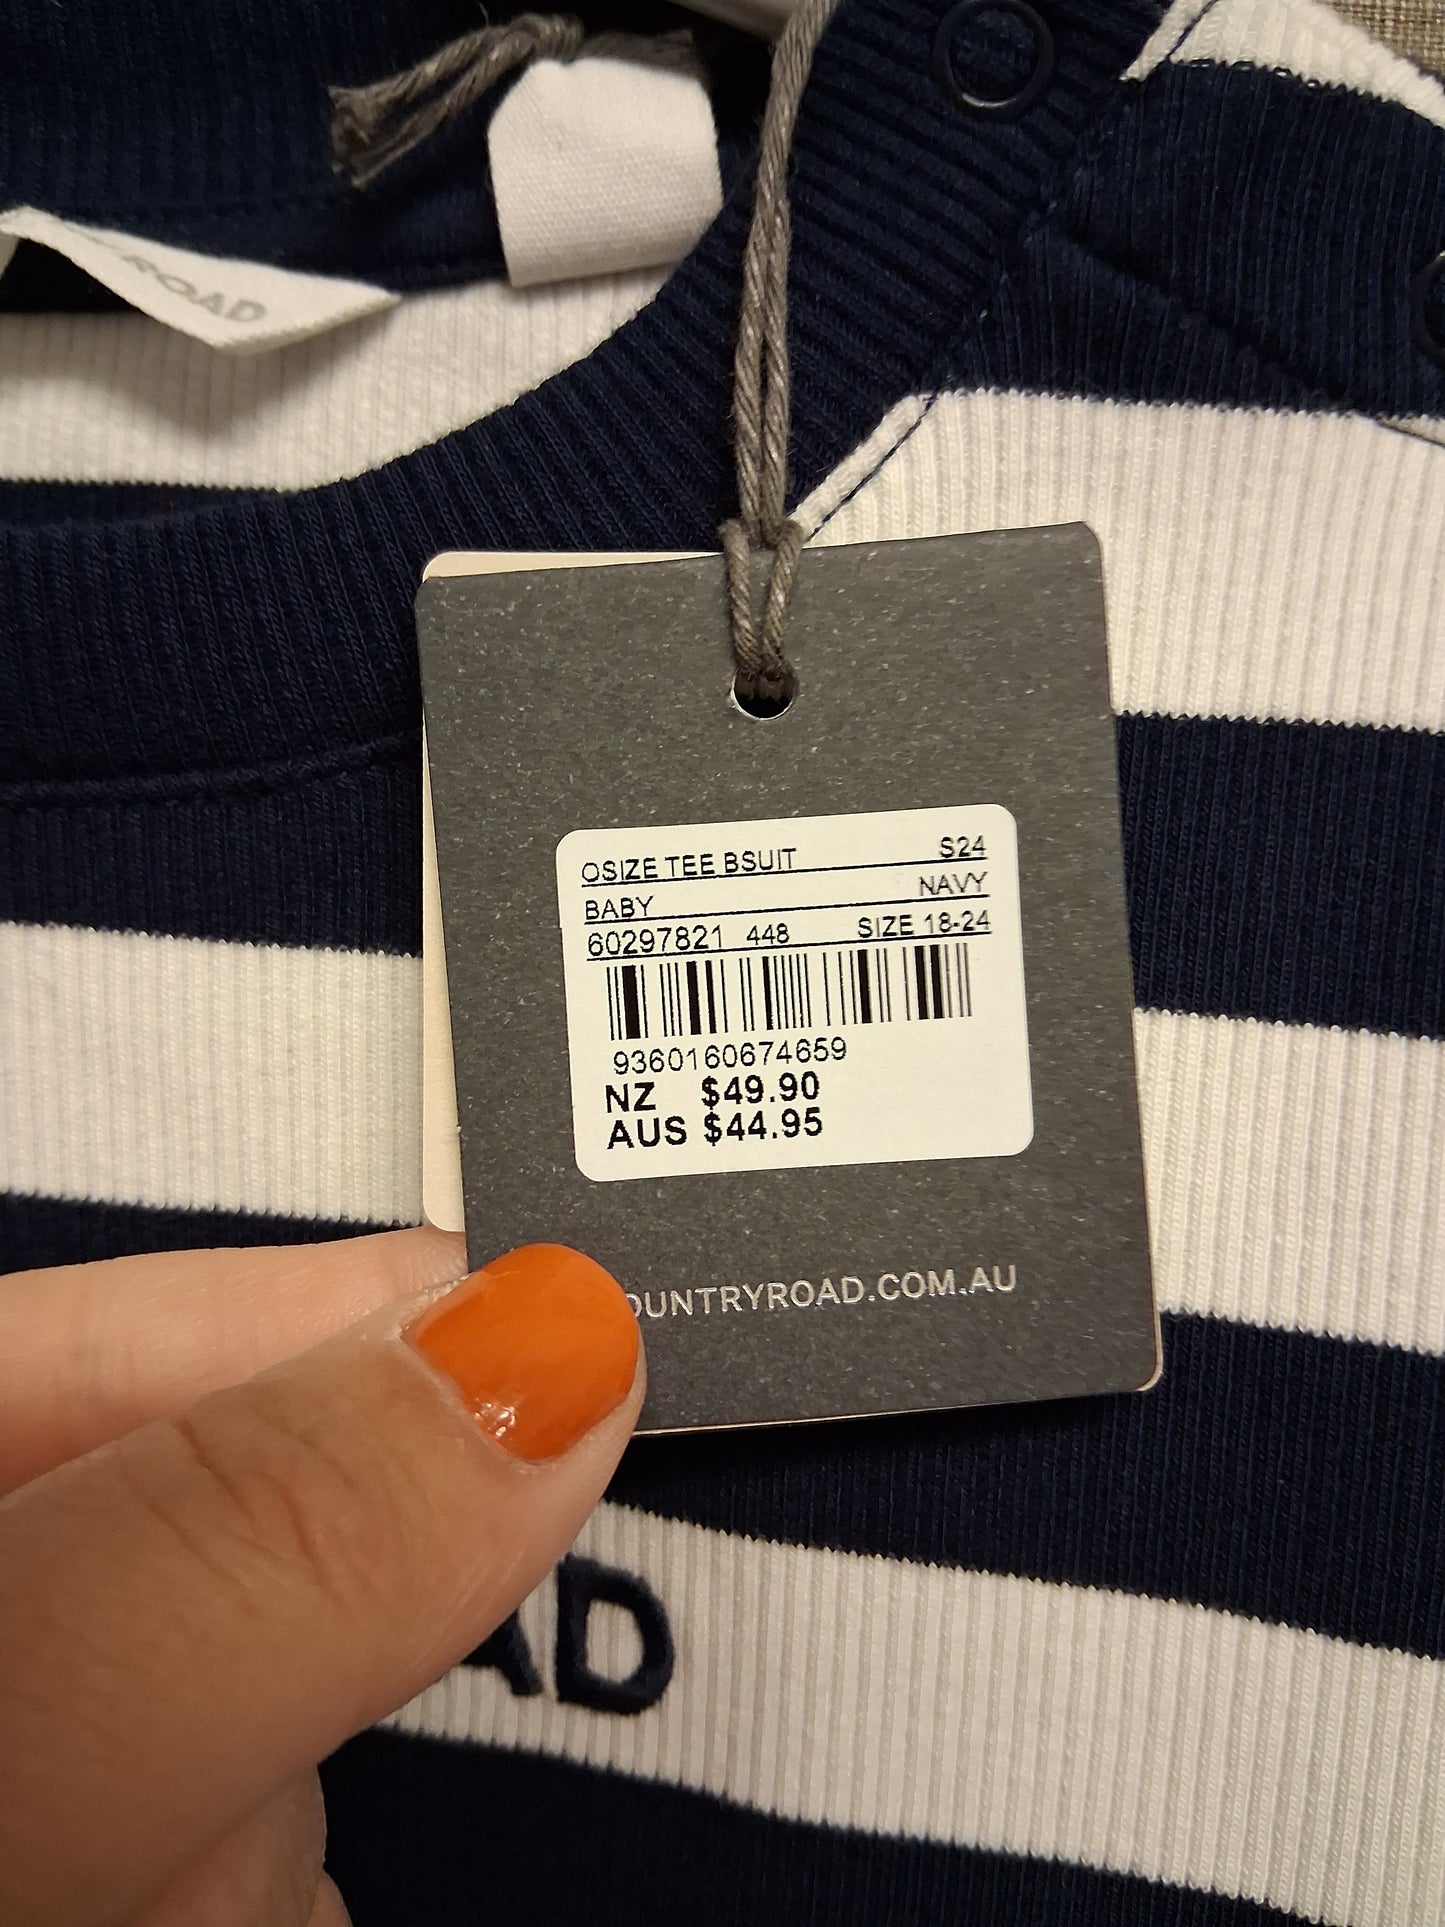 ROAD
OSIZE TEE BSUIT S24
BABY NAVY
60297821 448 SIZE 18-24
9360160674659
NZ $49.90
AUS $44.95
OUNTRYROAD.COM.AU
AD